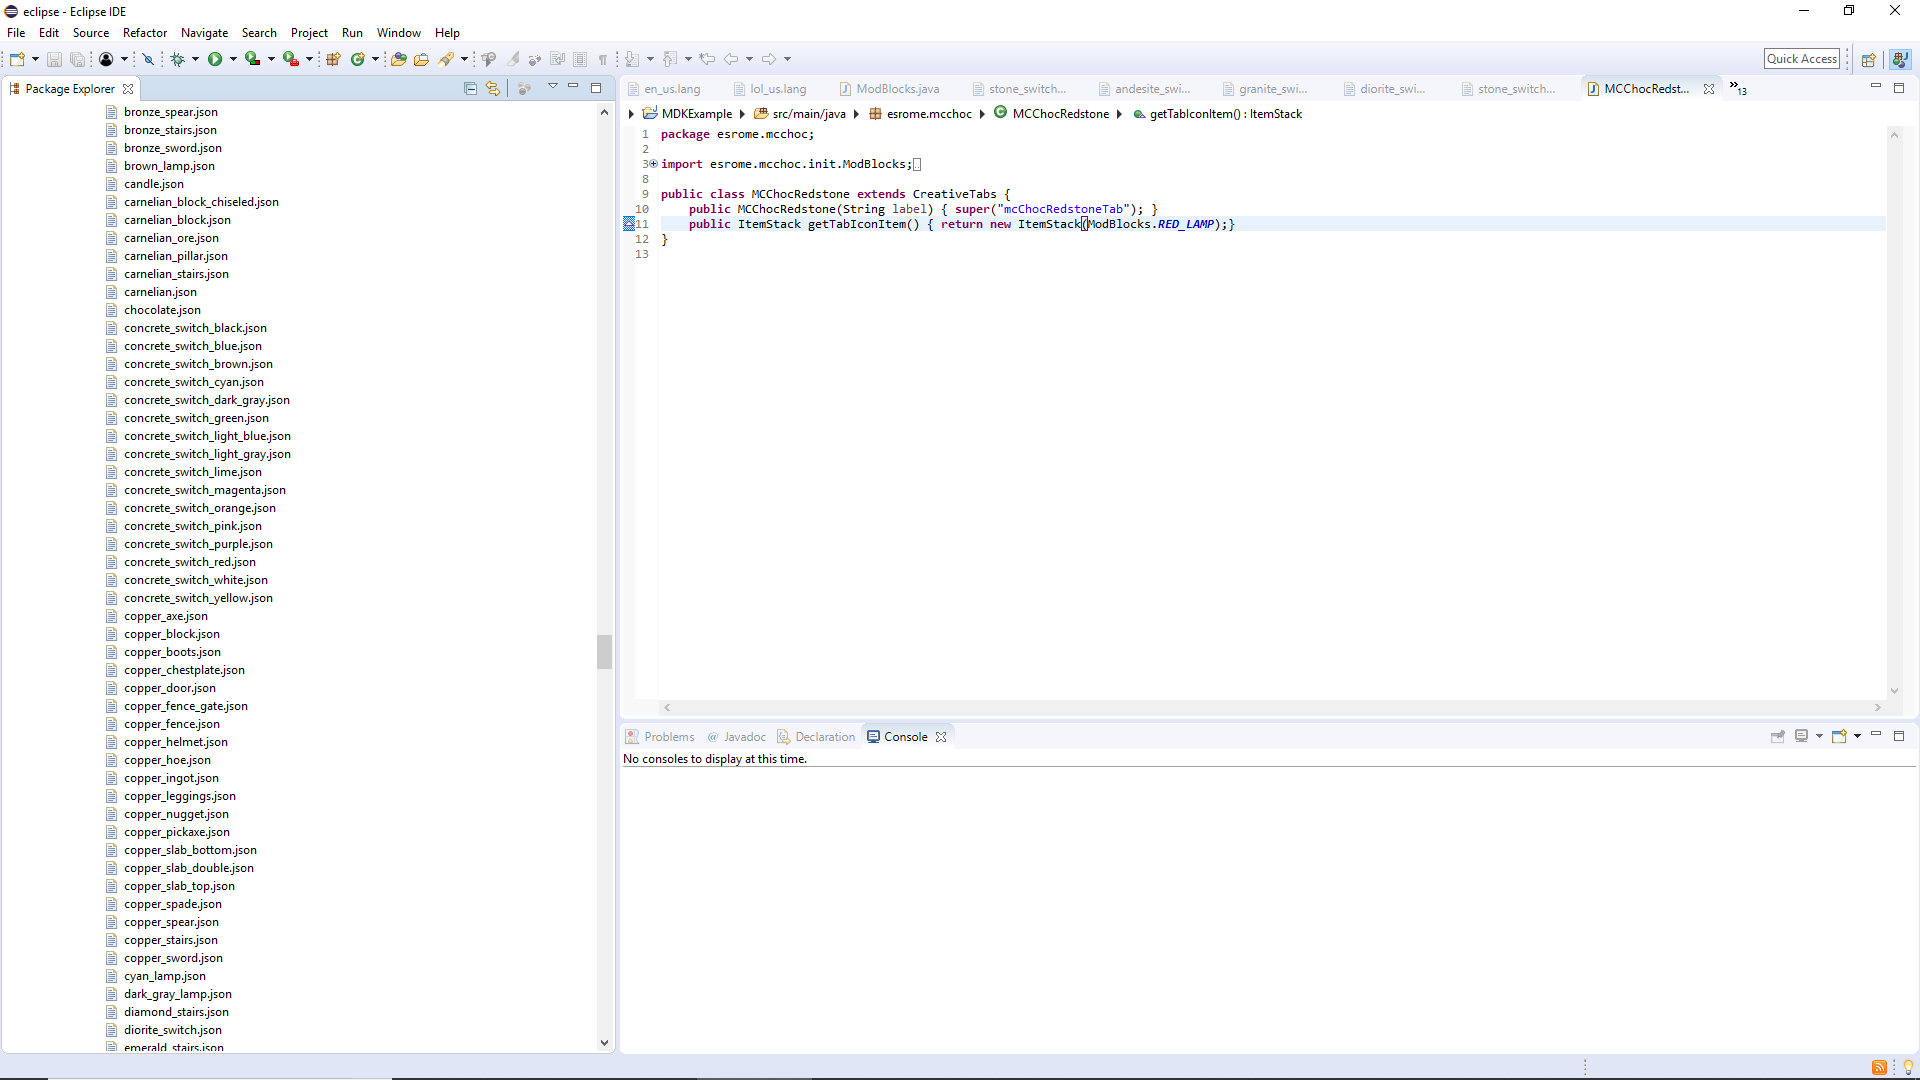 eclipse - Eclipse IDE
File Edit Source Refactor Navigate Search Project Run Window Help
Quick Access
Package Explorer
bronze_spear.json
bronze_stairs.json
bronze_sword.json
brown_lamp.json
candle.json
carnelian_block_chiseled.json
carnelian_block.json
carnelian_ore.json
carnelian_pillar.json
carnelian_stairs.json
carnelian.json
chocolate.json
concrete_switch_black.json
concrete_switch_blue.json
concrete_switch_brown.json
concrete_switch_cyan.json
concrete_switch_dark_gray.json
concrete_switch_green.json
concrete_switch_light_blue.json
concrete_switch_light_gray.json
concrete_switch_lime.json
concrete_switch_magenta.json
concrete_switch_orange.json
concrete_switch_pink.json
concrete_switch_purple.json
concrete_switch_red.json
concrete_switch_white.json
concrete_switch_yellow.json
copper_axe.json
copper_block.json
copper_boots.json
copper_chestplate.json
copper_door.json
copper_fence_gate.json
copper_fence.json
copper_helmet.json
copper_hoe.json
copper_ingot.json
copper_leggings.json
copper_nugget.json
copper_pickaxe.json
copper_slab_bottom.json
copper_slab_double.json
copper_slab_top.json
copper_spade.json
copper_spear.json
copper_stairs.json
copper_sword.json
cyan_lamp.json
dark_gray_lamp.json
diamond_stairs.json
diorite_switch.json
emerald_stairs.json
en_us.lang lol_us.lang ModBlocks.java stone_switch... andesite_swi... granite_swi... diorite_swi... stone_switch... MCChocRedst... »13
MDKExample src/main/java esrome.mcchoc MCChocRedstone getTabIconItem() : ItemStack
1 package esrome.mcchoc;
2
3 import esrome.mcchoc.init.ModBlocks;
8
9 public class MCChocRedstone extends CreativeTabs {
10 public MCChocRedstone(String label) { super("mcChocRedstoneTab"); }
11 public ItemStack getTabIconItem() { return new ItemStack(ModBlocks.RED_LAMP);}
12 }
13
Problems @ Javadoc Declaration Console
No consoles to display at this time.